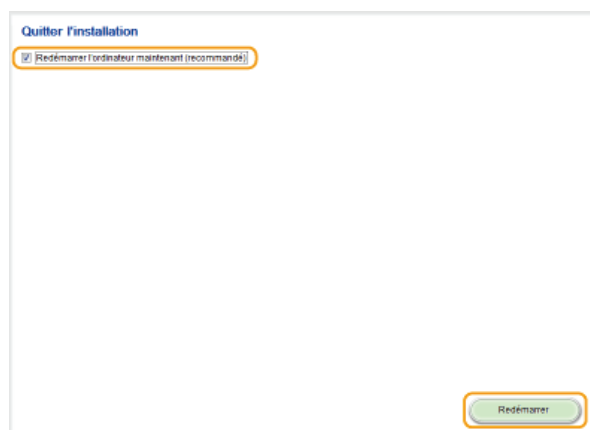 Quitter l'installation
Redémarrer l'ordinateur maintenant (recommandé)
Redémarrer